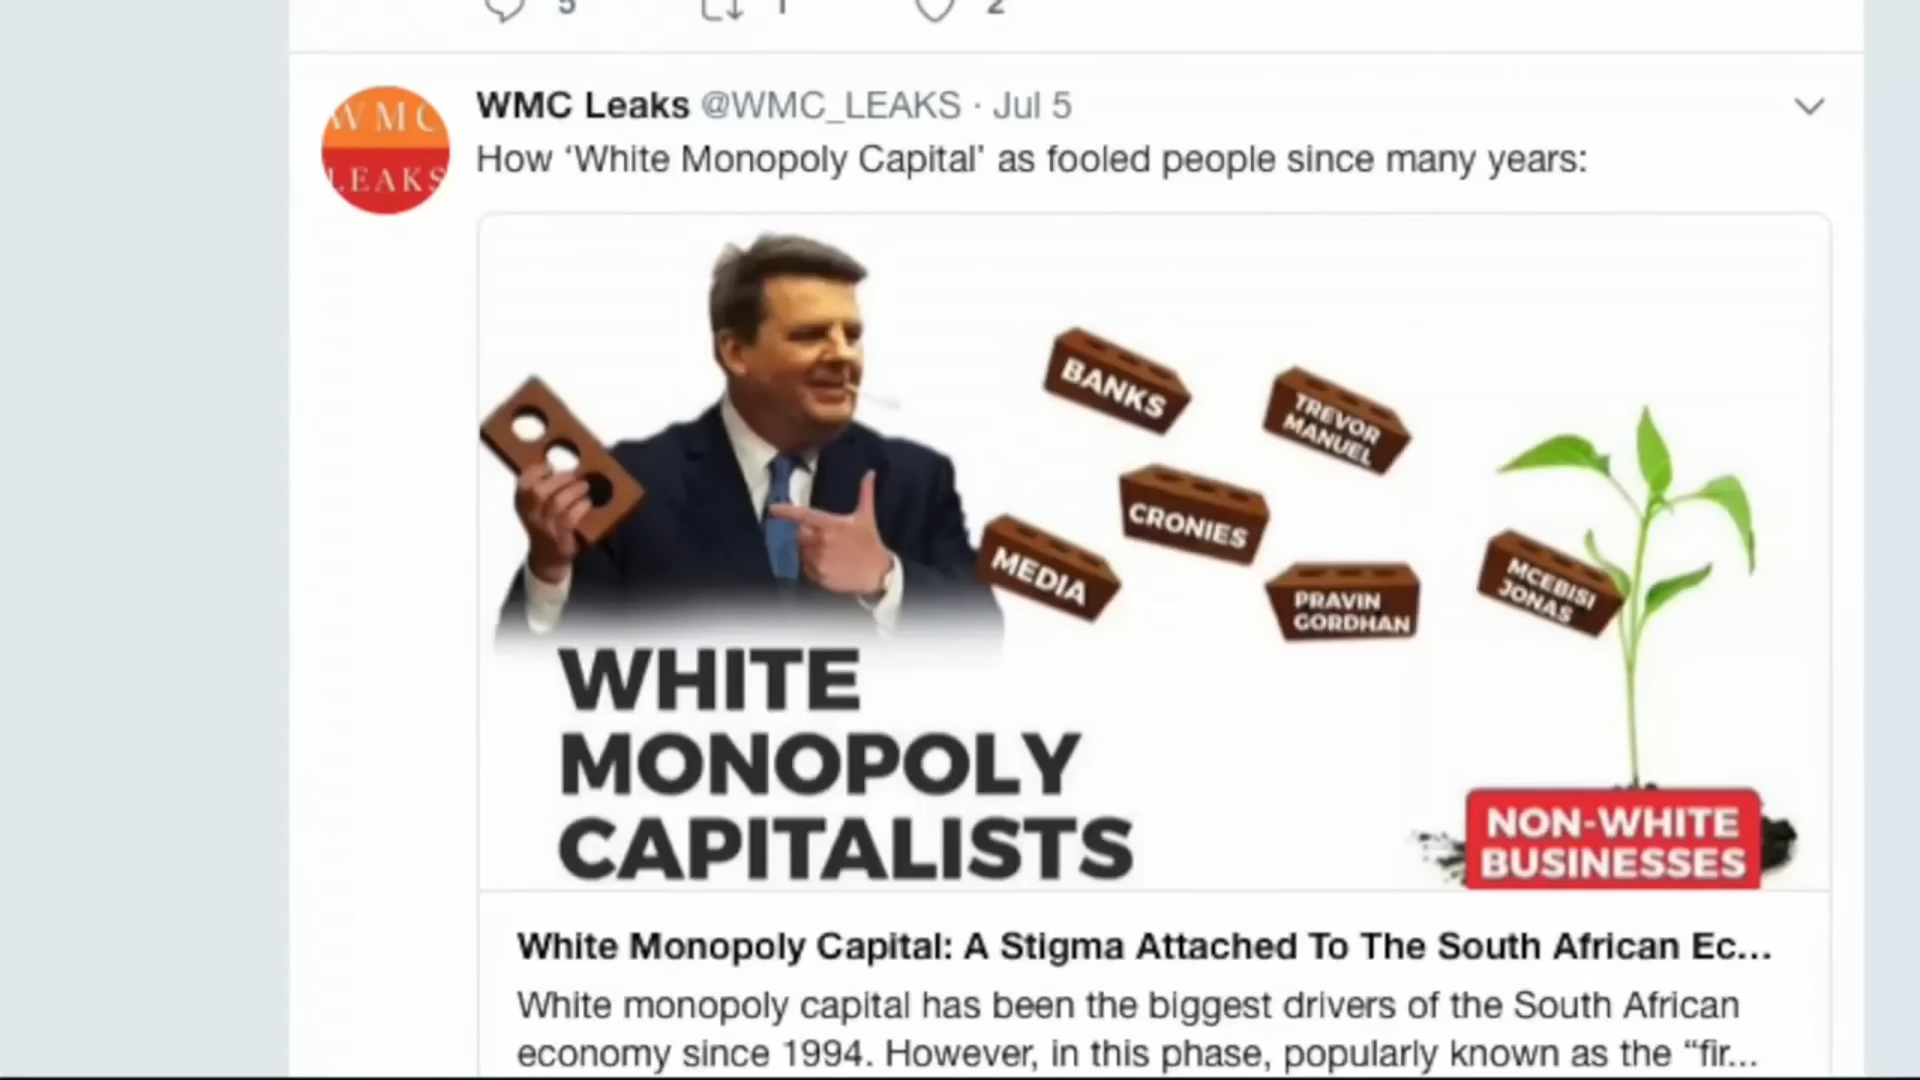 5 1 2
WMC Leaks @WMC_LEAKS · Jul 5
WMC
LEAKS
How ‘White Monopoly Capital’ as fooled people since many years:
BANKS
TREVOR
MANUEL
CRONIES
MEDIA
PRAVIN
GORDHAN
MCEBISI
JONAS
WHITE
MONOPOLY
CAPITALISTS
NON-WHITE
BUSINESSES
White Monopoly Capital: A Stigma Attached To The South African Ec...
White monopoly capital has been the biggest drivers of the South African
economy since 1994. However, in this phase, popularly known as the “fir...